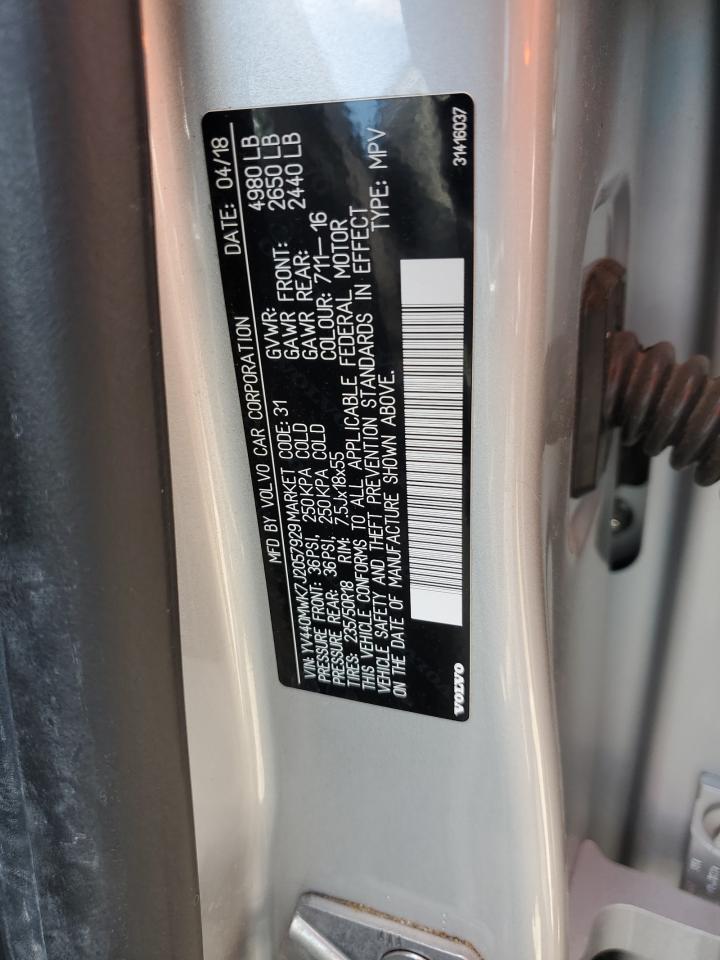 MFD BY VOLVO CAR CORPORATION DATE: 04/18
VIN: YV440MWK7J2057929 MARKET CODE: 31 GVWR: 4980 LB
PRESSURE FRONT: 36PSI, 250KPA COLD GAWR FRONT: 2650 LB
PRESSURE REAR: 36PSI, 250KPA COLD GAWR REAR: 2440 LB
TIRES: 235/50R18 RIM: 7.5Jx18x55 COLOUR: 711-16
THIS VEHICLE CONFORMS TO ALL APPLICABLE FEDERAL MOTOR
VEHICLE SAFETY AND THEFT PREVENTION STANDARDS IN EFFECT
ON THE DATE OF MANUFACTURE SHOWN ABOVE. TYPE: MPV
VOLVO 31416037